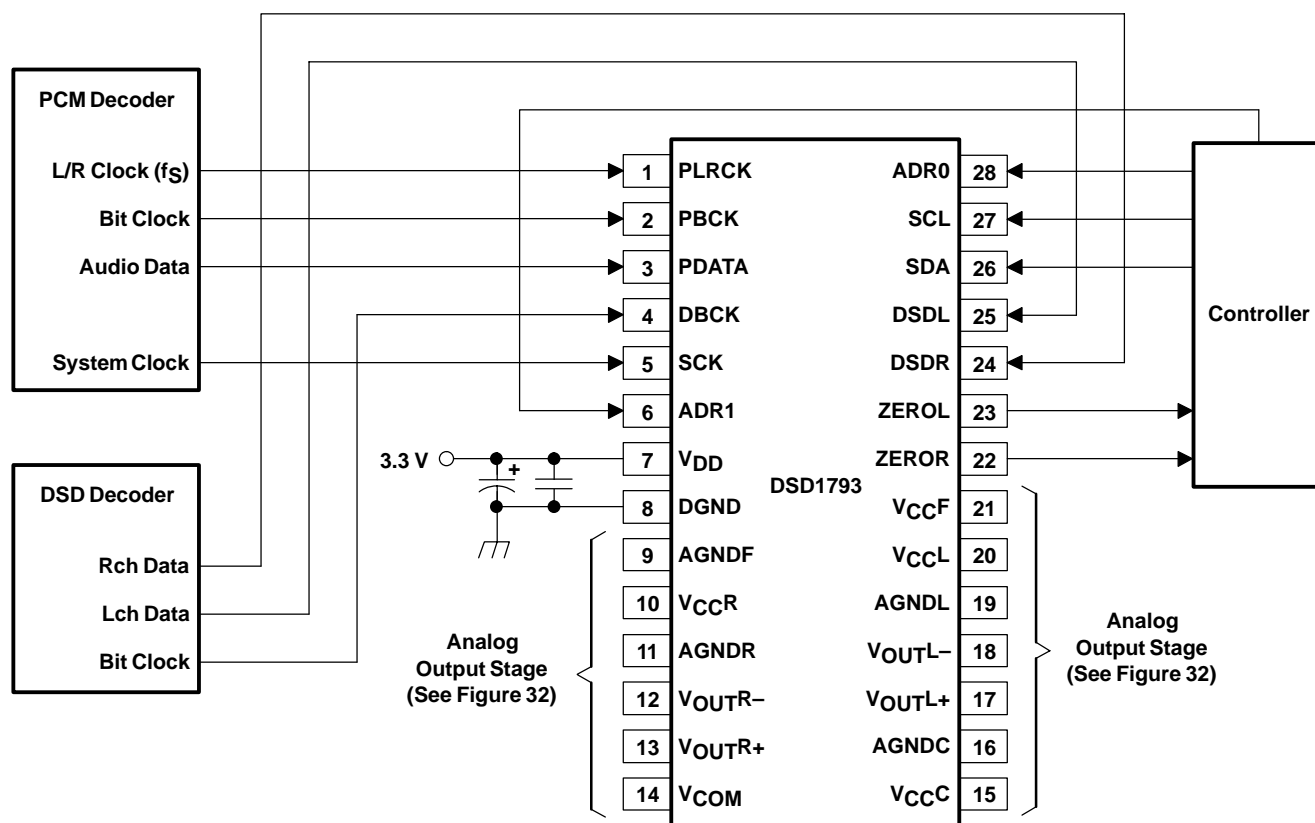 PCM Decoder
L/R Clock (fS)
Bit Clock
Audio Data
System Clock
DSD Decoder
Rch Data
Lch Data
Bit Clock
3.3 V
+
Analog
Output Stage
(See Figure 32)
1 PLRCK
2 PBCK
3 PDATA
4 DBCK
5 SCK
6 ADR1
7 VDD
8 DGND
9 AGNDF
10 VCCR
11 AGNDR
12 VOUTR–
13 VOUTR+
14 VCOM
DSD1793
ADR0 28
SCL 27
SDA 26
DSDL 25
DSDR 24
ZEROL 23
ZEROR 22
VCCF 21
VCCL 20
AGNDL 19
VOUTL– 18
VOUTL+ 17
AGNDC 16
VCCC 15
Analog
Output Stage
(See Figure 32)
Controller